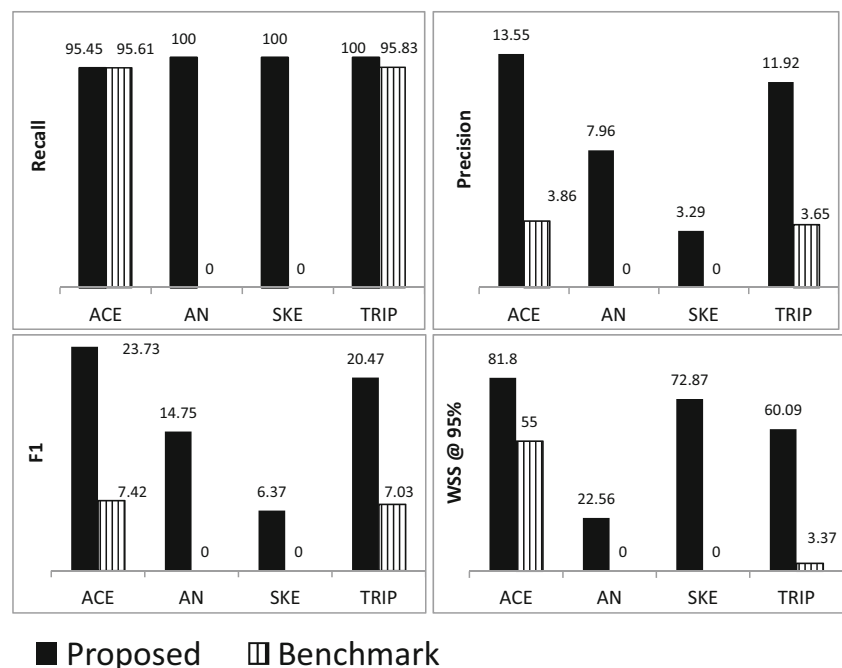 95.45 95.61 100 100 100 95.83
Recall
0 0
ACE AN SKE TRIP
13.55
11.92
7.96
Precision
3.86 3.29 3.65
0 0
ACE AN SKE TRIP
23.73
20.47
14.75
F1
7.42 6.37 7.03
0 0
ACE AN SKE TRIP
81.8
72.87
60.09
55
WSS @ 95%
22.56
0 0 3.37
ACE AN SKE TRIP
Proposed Benchmark